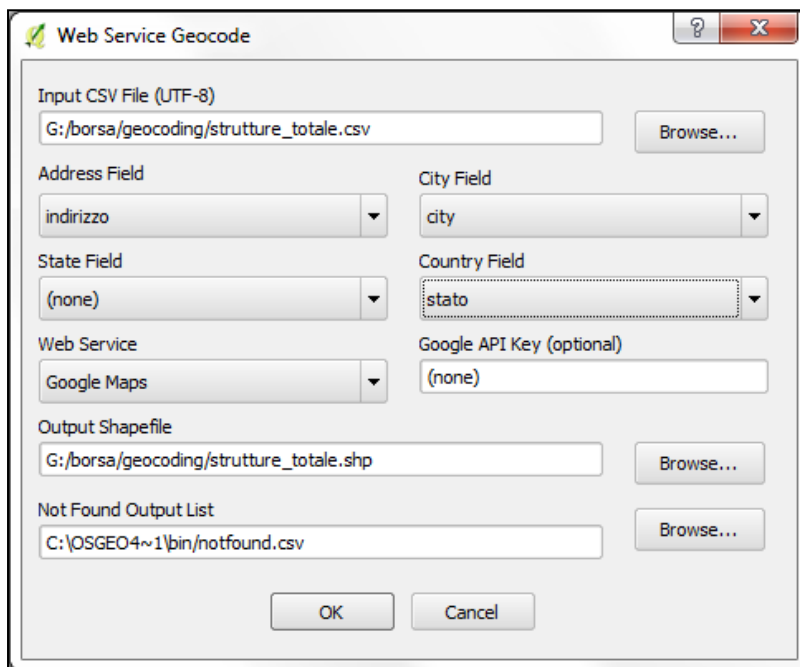 Web Service Geocode
Input CSV File (UTF-8)
G:/borsa/geocoding/strutture_totale.csv
Browse...
Address Field
City Field
indirizzo
city
State Field
Country Field
(none)
stato
Web Service
Google API Key (optional)
Google Maps
(none)
Output Shapefile
G:/borsa/geocoding/strutture_totale.shp
Browse...
Not Found Output List
C:\OSGEO4~1\bin/notfound.csv
Browse...
OK
Cancel